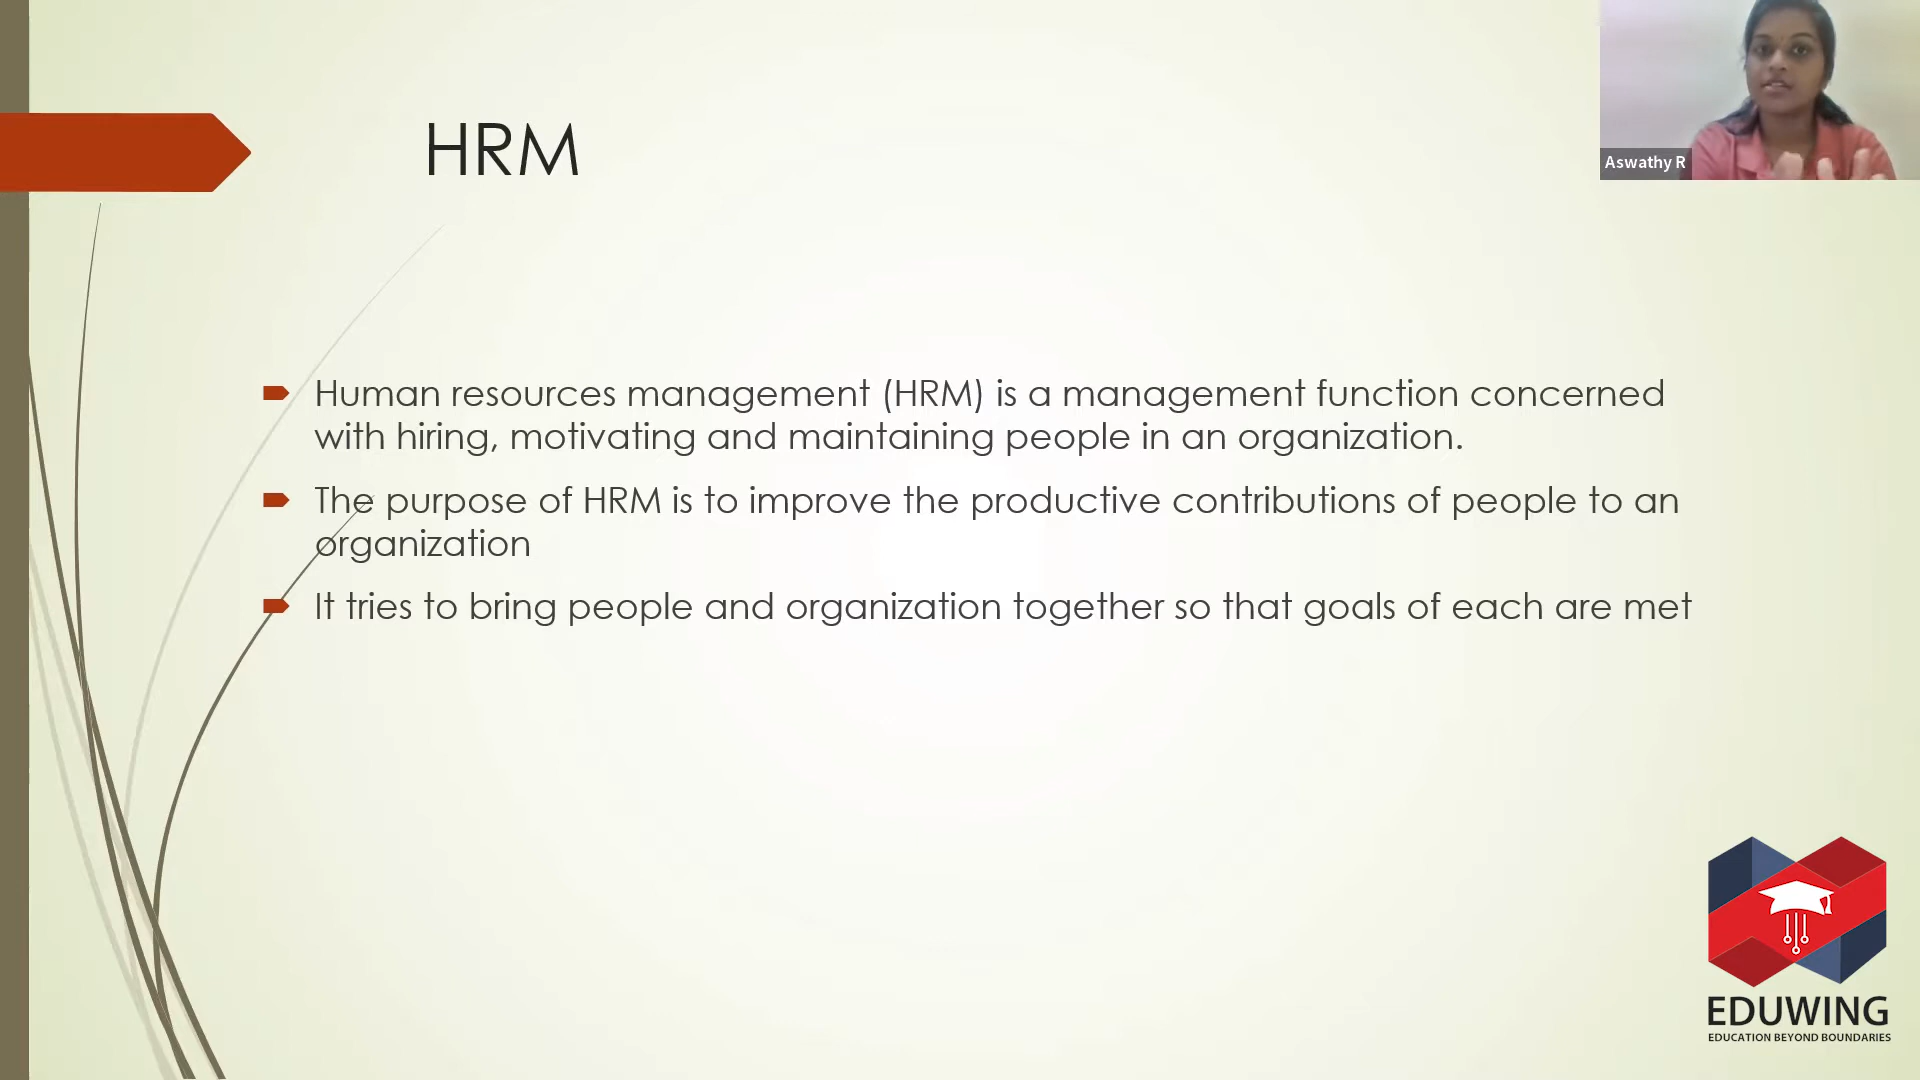 HRM
Aswathy R
Human resources management (HRM) is a management function concerned
with hiring, motivating and maintaining people in an organization.
The purpose of HRM is to improve the productive contributions of people to an
organization
It tries to bring people and organization together so that goals of each are met
EDUWING
EDUCATION BEYOND BOUNDARIES